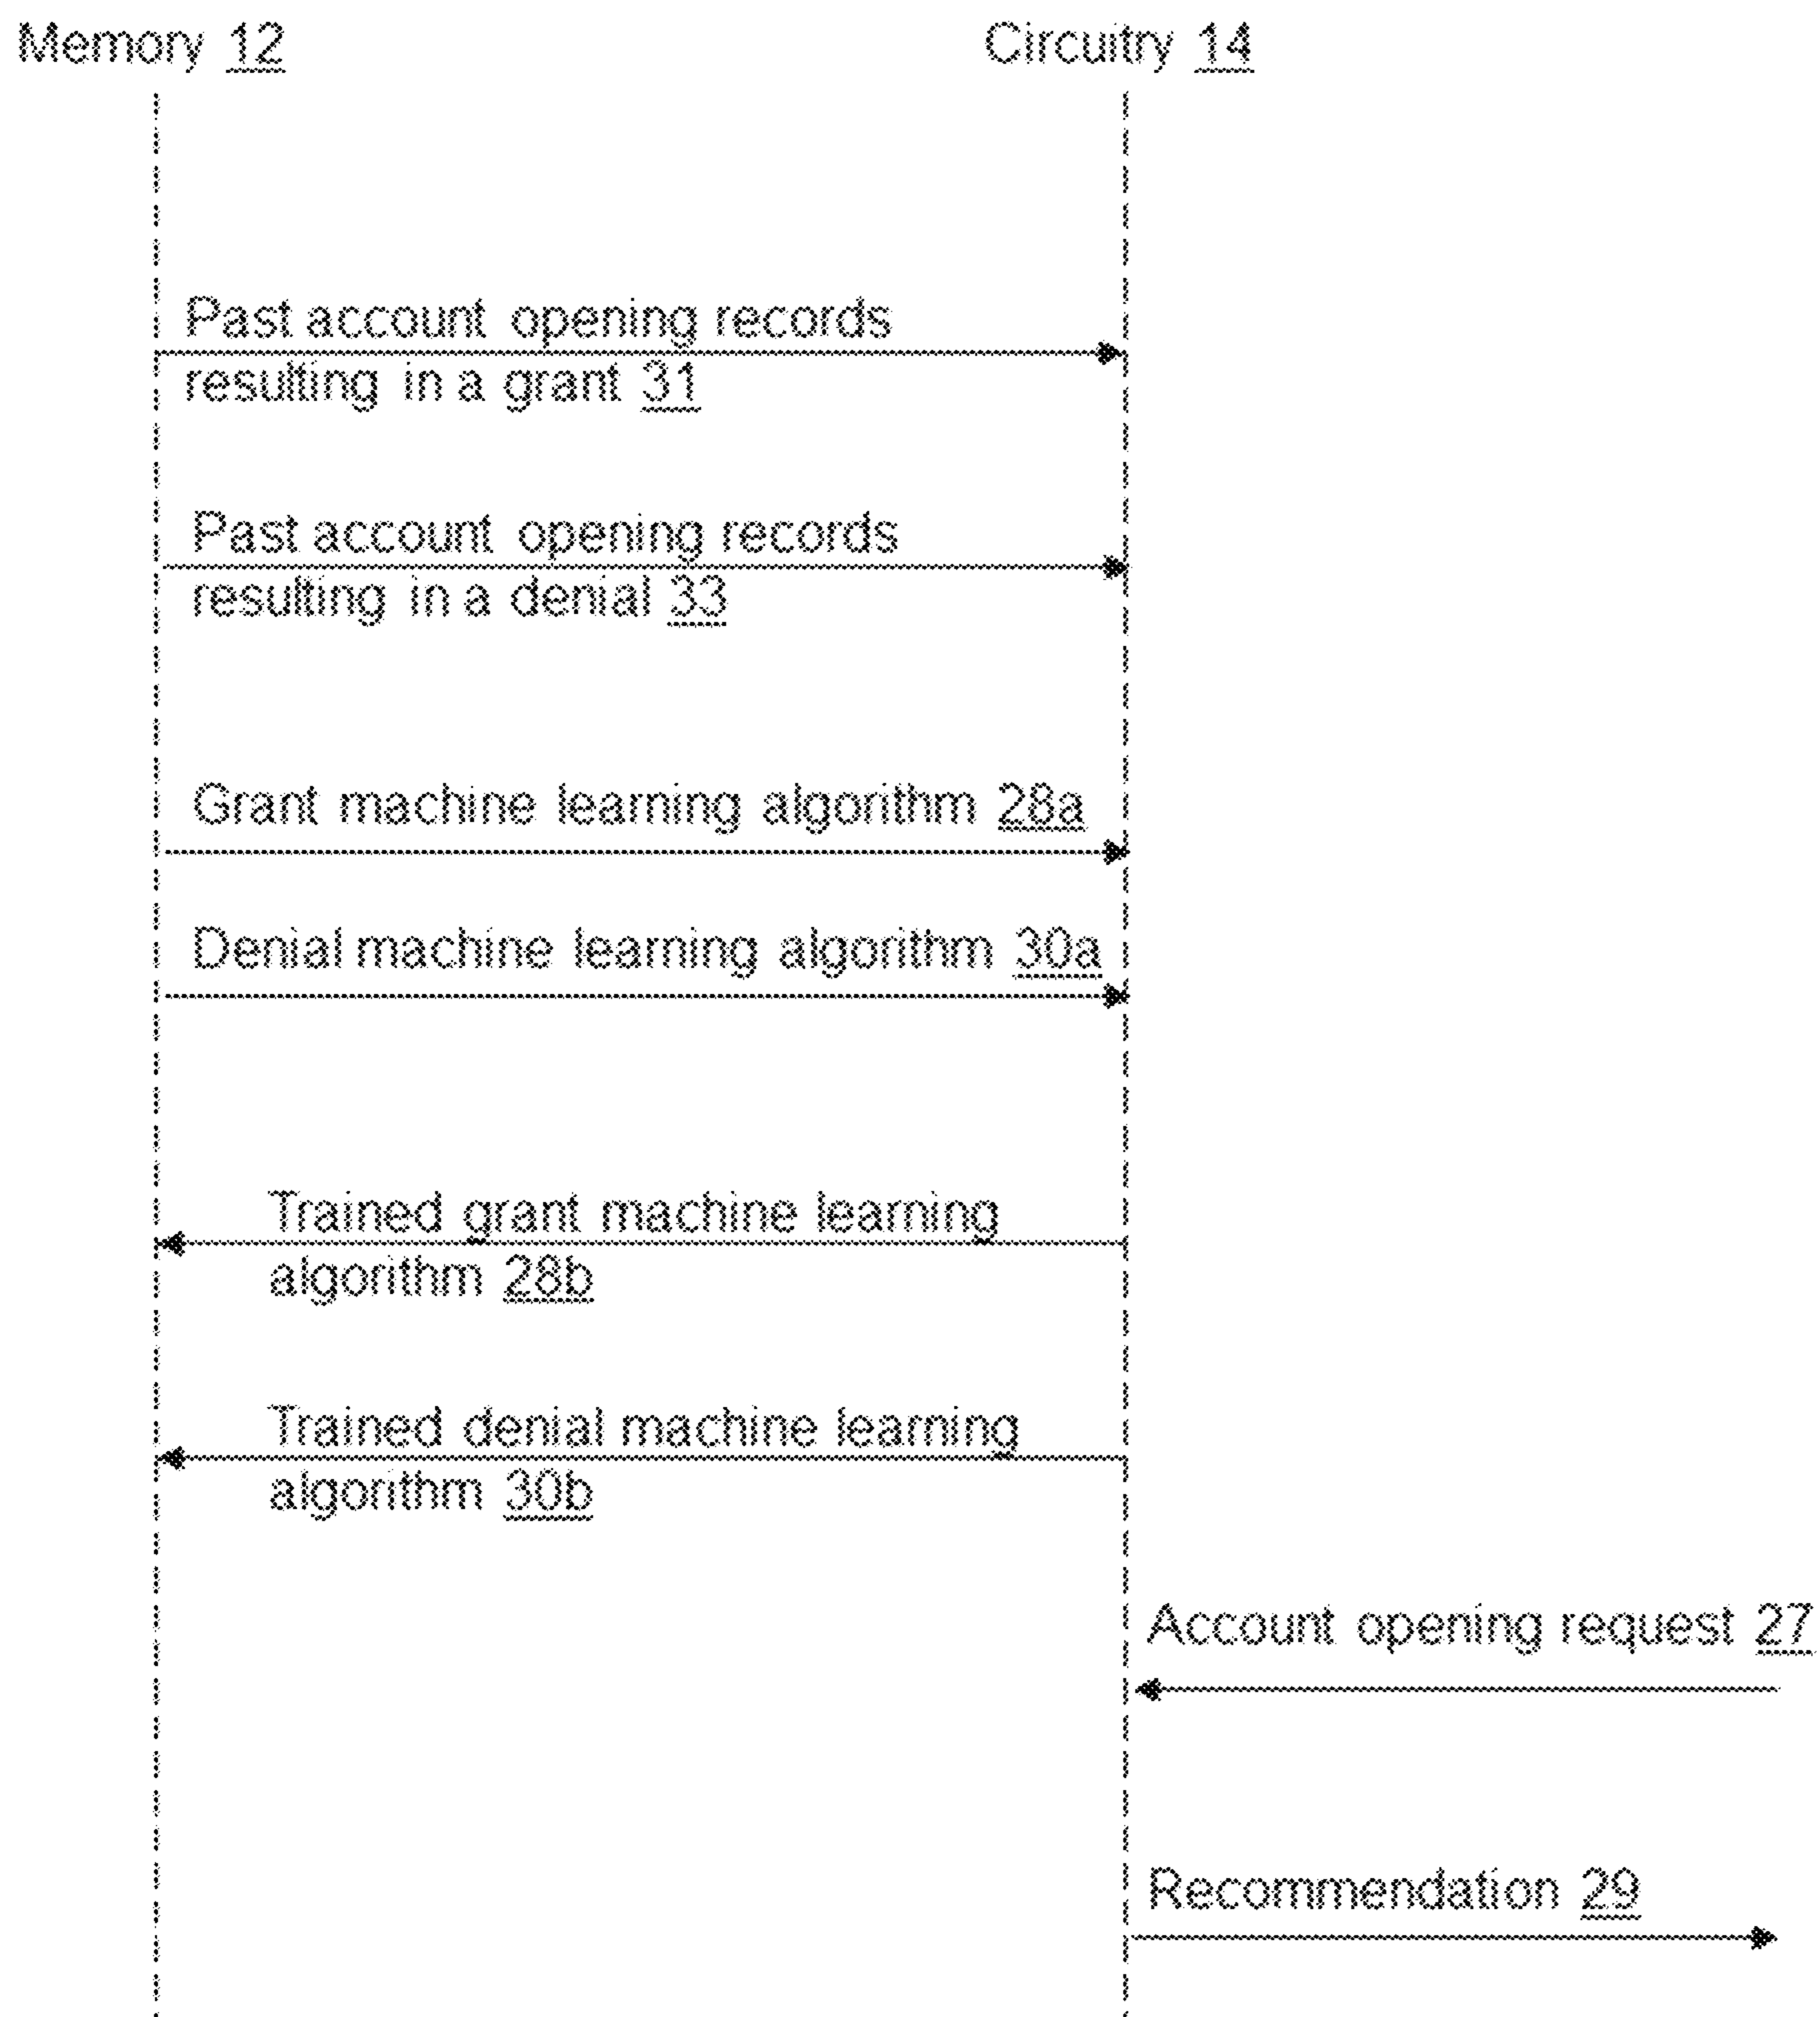 Memory 12
Circuitry 14
Past account opening records
resulting in a grant 31
Past account opening records
resulting in a denial 33
Grant machine learning algorithm 28a
Denial machine learning algorithm 30a
Trained grant machine learning
algorithm 28b
Trained denial machine learning
algorithm 30b
Account opening request 27
Recommendation 29